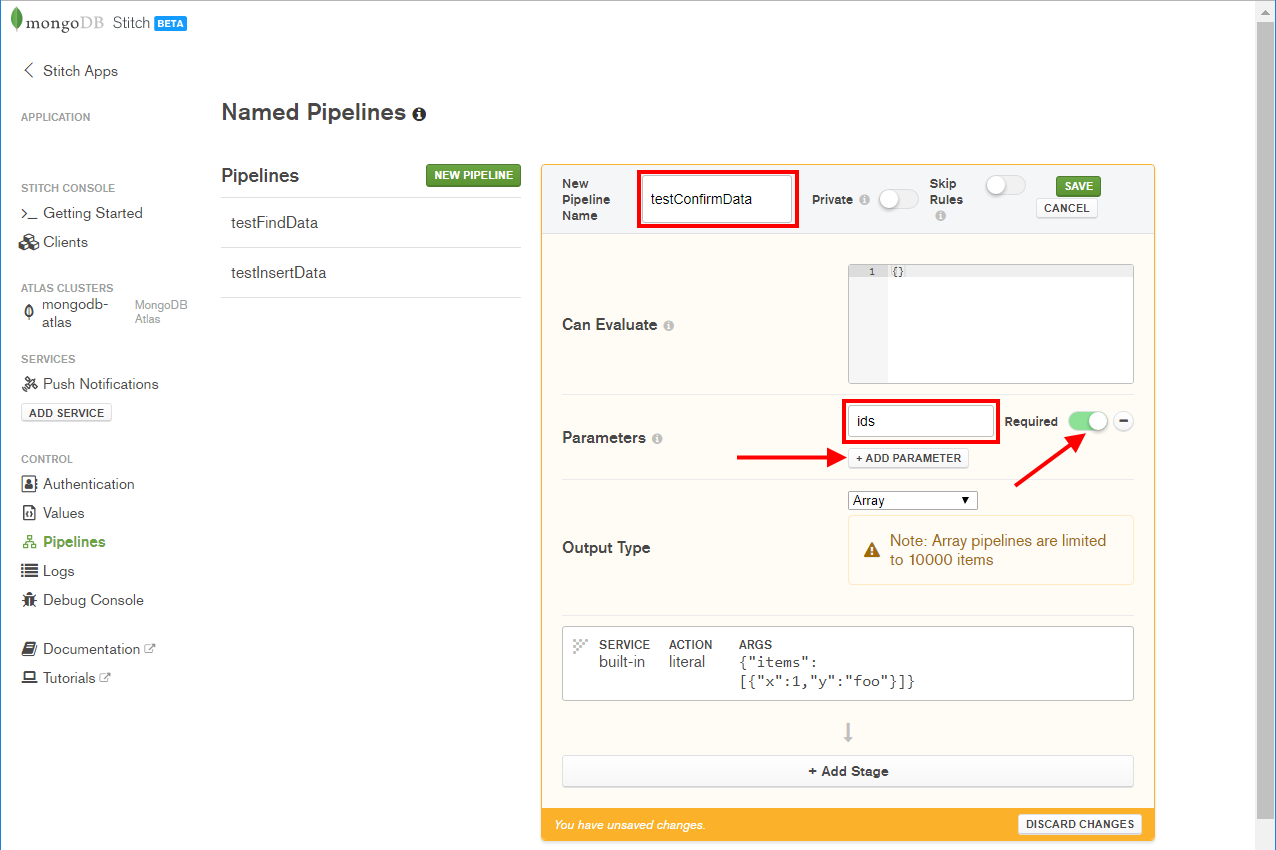 mongoDB Stitch BETA
Stitch Apps
APPLICATION
STITCH CONSOLE
>_ Getting Started
Clients
ATLAS CLUSTERS
mongodb-
atlas
MongoDB
Atlas
SERVICES
Push Notifications
ADD SERVICE
CONTROL
Authentication
Values
Pipelines
Logs
Debug Console
Documentation
Tutorials
Named Pipelines
Pipelines
NEW PIPELINE
testFindData
testInsertData
New
Pipeline
Name
testConfirmData
Private
Skip
Rules
SAVE
CANCEL
Can Evaluate
1 {}
Parameters
ids
Required
+ ADD PARAMETER
Output Type
Array
Note: Array pipelines are limited
to 10000 items
SERVICE ACTION ARGS
built-in literal {"items":
[{"x":1,"y":"foo"}]}
+ Add Stage
You have unsaved changes.
DISCARD CHANGES